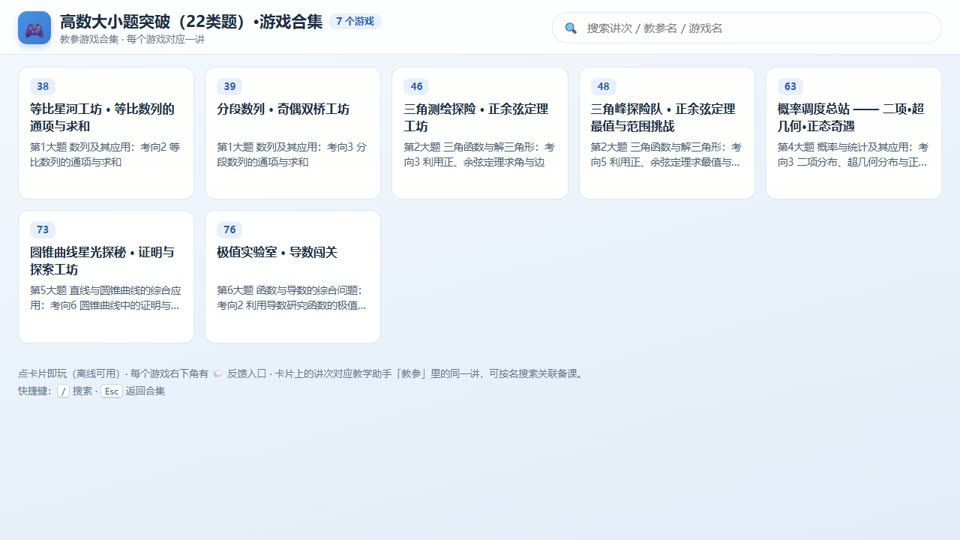 高数大小题突破（22类题）·游戏合集 7 个游戏
教参游戏合集 · 每个游戏对应一讲
搜索讲次 / 教参名 / 游戏名
38
等比星河工坊 · 等比数列的
通项与求和
第1大题 数列及其应用：考向2 等
比数列的通项与求和
39
分段数列 · 奇偶双桥工坊
第1大题 数列及其应用：考向3 分
段数列的通项与求和
46
三角测绘探险 · 正余弦定理
工坊
第2大题 三角函数与解三角形：考
向3 利用正、余弦定理求角与边
48
三角峰探险队 · 正余弦定理
最值与范围挑战
第2大题 三角函数与解三角形：考
向5 利用正、余弦定理求最值与…
63
概率调度总站 —— 二项·超
几何·正态奇遇
第4大题 概率与统计及其应用：考
向3 二项分布、超几何分布与正…
73
圆锥曲线星光探秘 · 证明与
探索工坊
第5大题 直线与圆锥曲线的综合应
用：考向6 圆锥曲线中的证明与…
76
极值实验室 · 导数闯关
第6大题 函数与导数的综合问题：
考向2 利用导数研究函数的极值…
点卡片即玩（离线可用）· 每个游戏右下角有 反馈入口 · 卡片上的讲次对应教学助手「教参」里的同一讲，可按名搜索关联备课。
快捷键： / 搜索 · Esc 返回合集